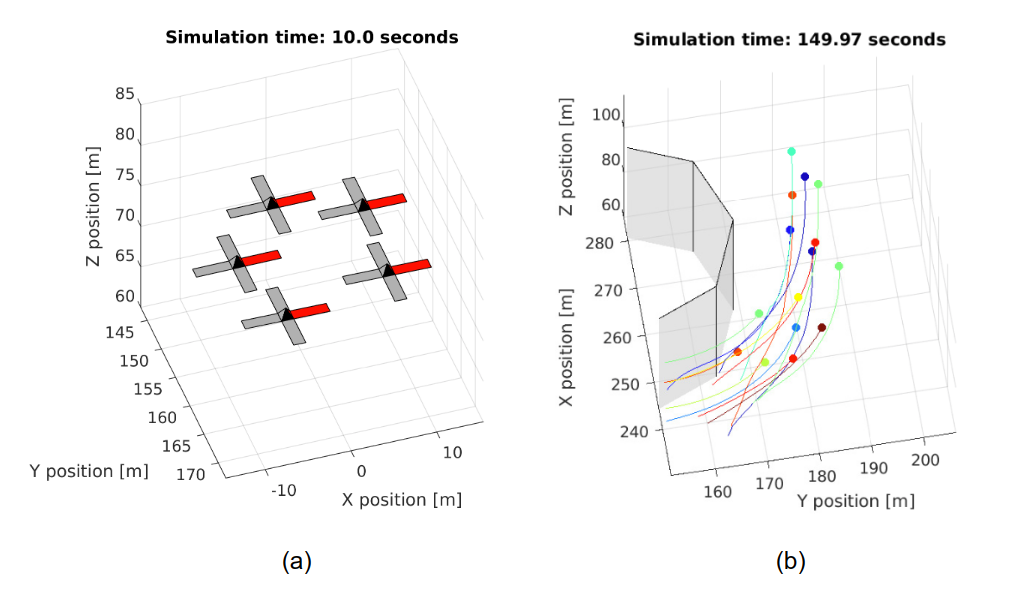 Simulation time: 10.0 seconds
85
80
75
70
65
60
Z position [m]
145
150
155
160
165
170
Y position [m]
-10
0
10
X position [m]
(a)
Simulation time: 149.97 seconds
100
80
60
Z position [m]
280
270
260
250
240
X position [m]
160
170
180
190
200
Y position [m]
(b)